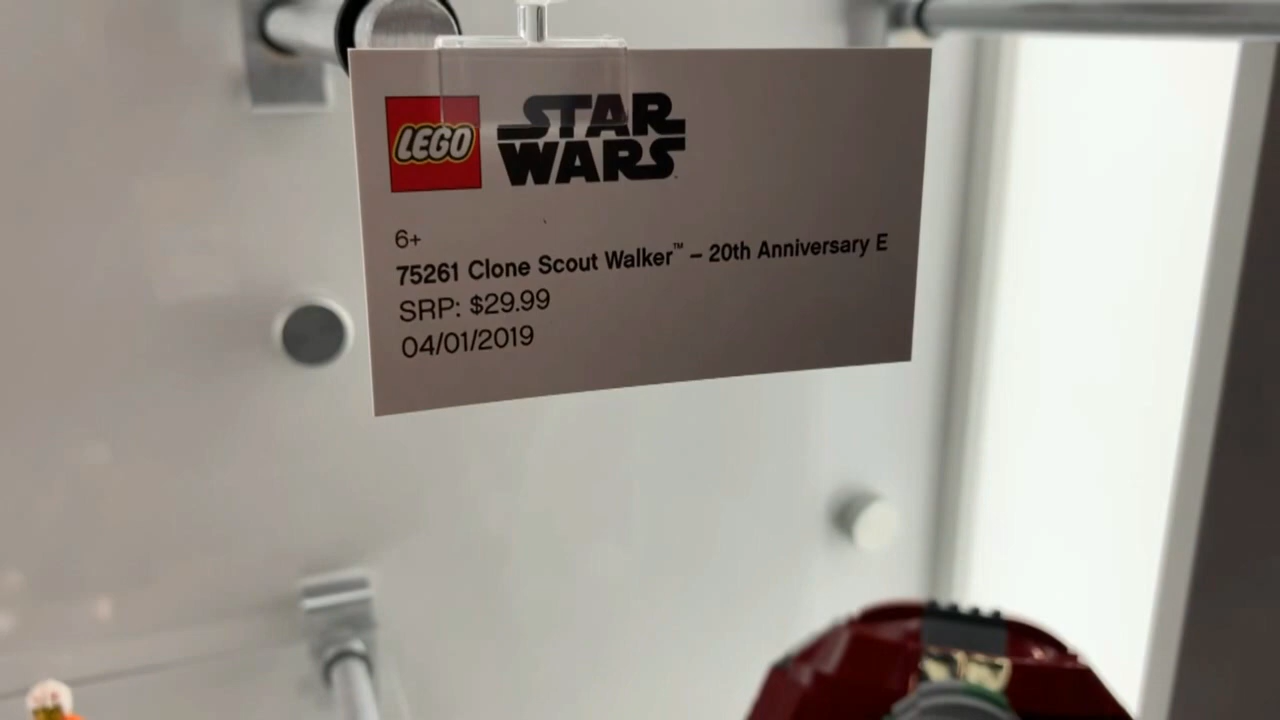 LEGO
STAR
WARS
6+
75261 Clone Scout Walker™ – 20th Anniversary E
SRP: $29.99
04/01/2019